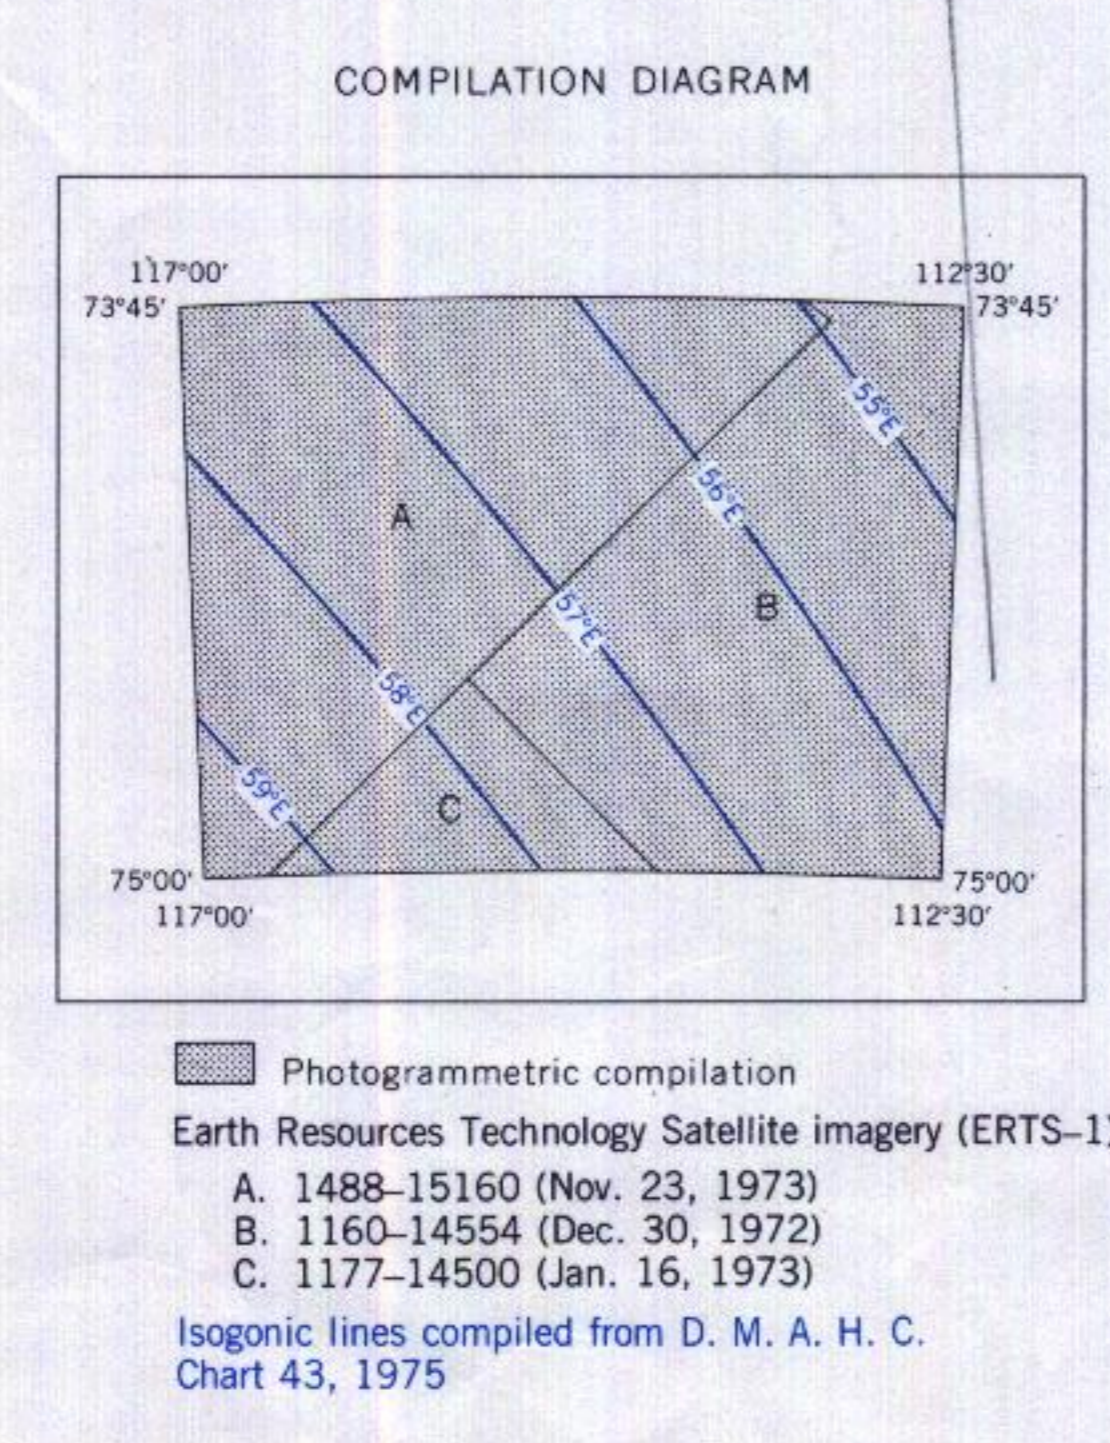 COMPILATION DIAGRAM
117°00′ 112°30′
73°45′ 73°45′
55°E
56°E
A
B
57°E
58°E
59°E
C
75°00′ 75°00′
117°00′ 112°30′
Photogrammetric compilation
Earth Resources Technology Satellite imagery (ERTS–1)
A. 1488–15160 (Nov. 23, 1973)
B. 1160–14554 (Dec. 30, 1972)
C. 1177–14500 (Jan. 16, 1973)
Isogonic lines compiled from D. M. A. H. C.
Chart 43, 1975